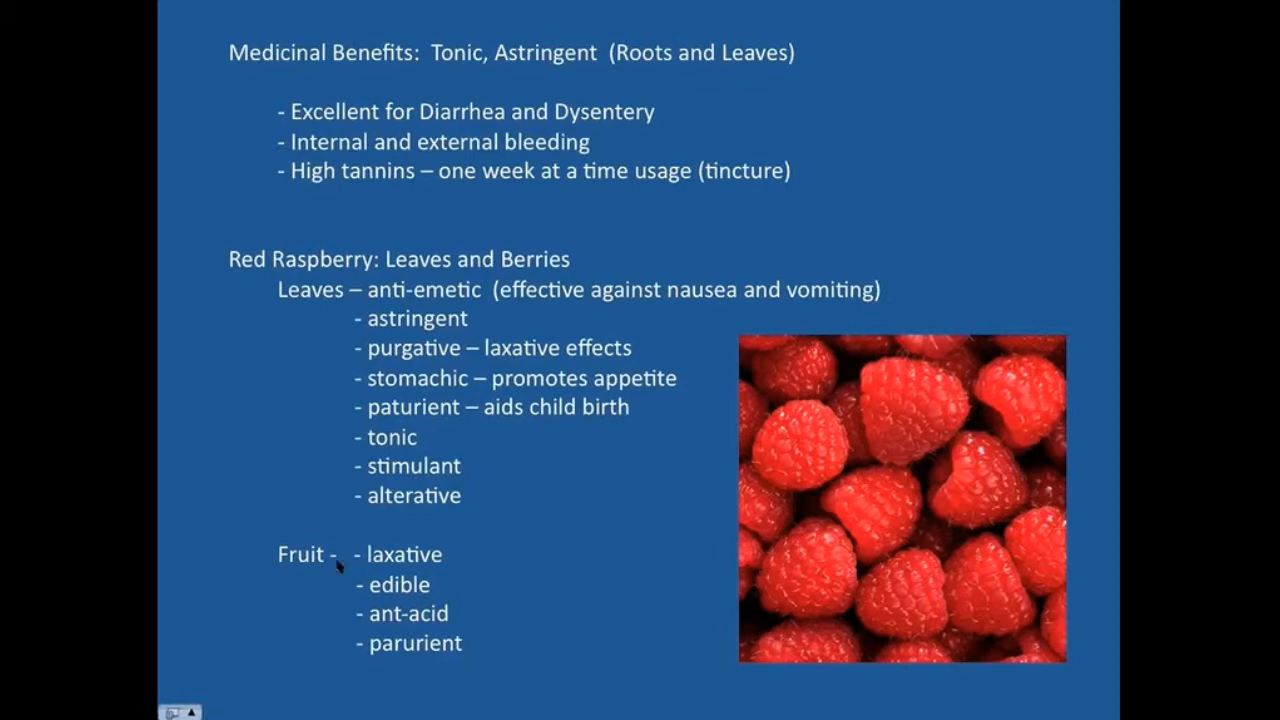 Medicinal Benefits:  Tonic, Astringent  (Roots and Leaves)
- Excellent for Diarrhea and Dysentery
- Internal and external bleeding
- High tannins – one week at a time usage (tincture)
Red Raspberry: Leaves and Berries
Leaves – anti-emetic  (effective against nausea and vomiting)
- astringent
- purgative – laxative effects
- stomachic – promotes appetite
- paturient – aids child birth
- tonic
- stimulant
- alterative
Fruit -   - laxative
- edible
- ant-acid
- parurient